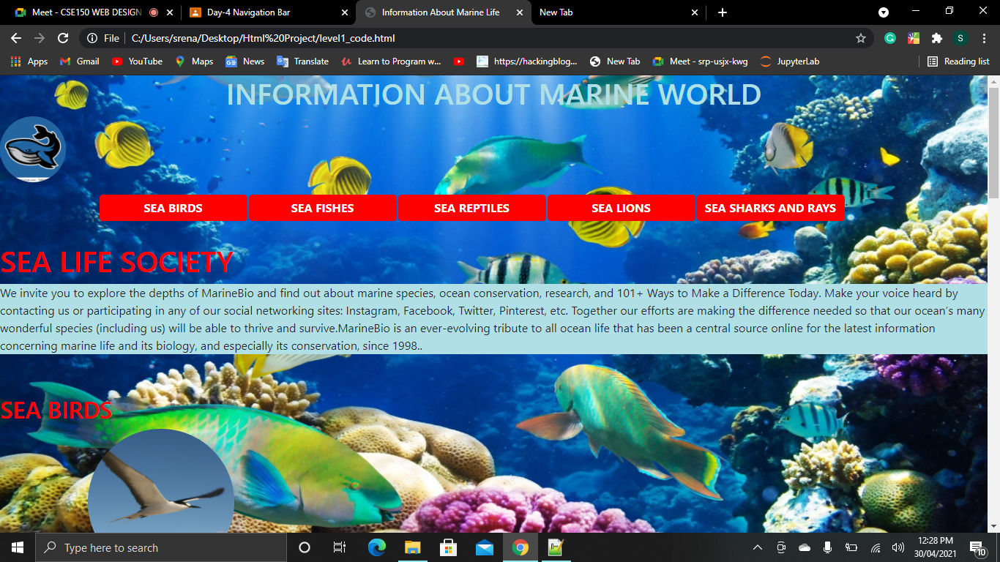 Meet - CSE150 WEB DESIGN
Day-4 Navigation Bar
Information About Marine Life
New Tab
File
C:/Users/srena/Desktop/Html%20Project/level1_code.html
S
Apps
Gmail
YouTube
Maps
News
Translate
Learn to Program w...
https://hackingblog...
New Tab
Meet - srp-usjx-kwg
JupyterLab
Reading list
INFORMATION ABOUT MARINE WORLD
SEA BIRDS
SEA FISHES
SEA REPTILES
SEA LIONS
SEA SHARKS AND RAYS
SEA LIFE SOCIETY
We invite you to explore the depths of MarineBio and find out about marine species, ocean conservation, research, and 101+ Ways to Make a Difference Today. Make your voice heard by
contacting us or participating in any of our social networking sites: Instagram, Facebook, Twitter, Pinterest, etc. Together our efforts are making the difference needed so that our ocean’s many
wonderful species (including us) will be able to thrive and survive.MarineBio is an ever-evolving tribute to all ocean life that has been a central source online for the latest information
concerning marine life and its biology, and especially its conservation, since 1998..
SEA BIRDS
Type here to search
12:28 PM
30/04/2021
10